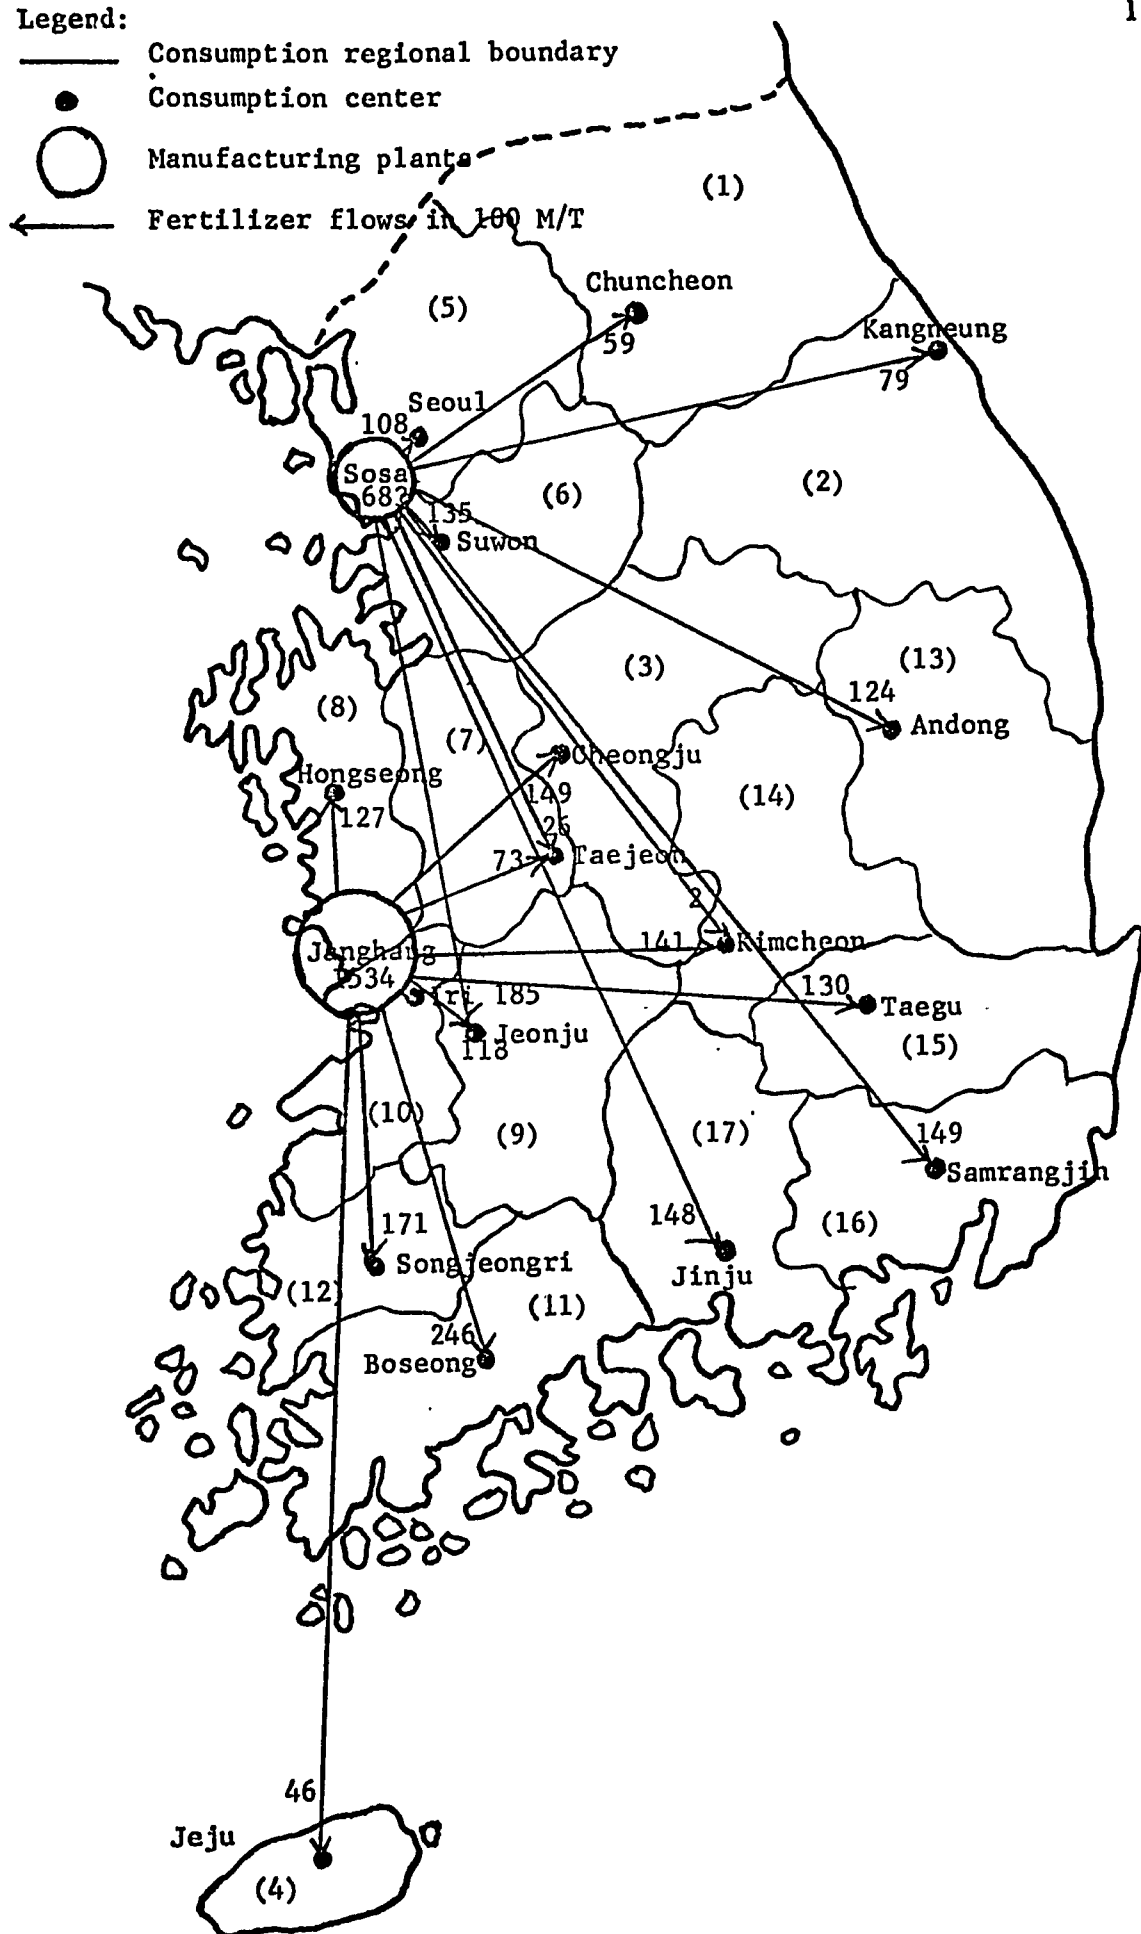 1
Legend:
Consumption regional boundary
Consumption center
Manufacturing plants
Fertilizer flows in 100 M/T
(1)
Chuncheon
(5)
59
Kangneung
79
Seoul
108
Sosa
(6)
(2)
135
Suwon
(3)
(13)
124
Andong
(8)
(7)
Cheongju
Hongseong
149
(14)
127
26
73
Taejeon
2
141
Kimcheon
Janghang
1534
Iri
185
130
Taegu
Jeonju
118
(15)
(10)
(9)
(17)
149
Samrangjin
171
148
(16)
Songjeongri
Jinju
(12)
(11)
246
Boseong
46
Jeju
(4)